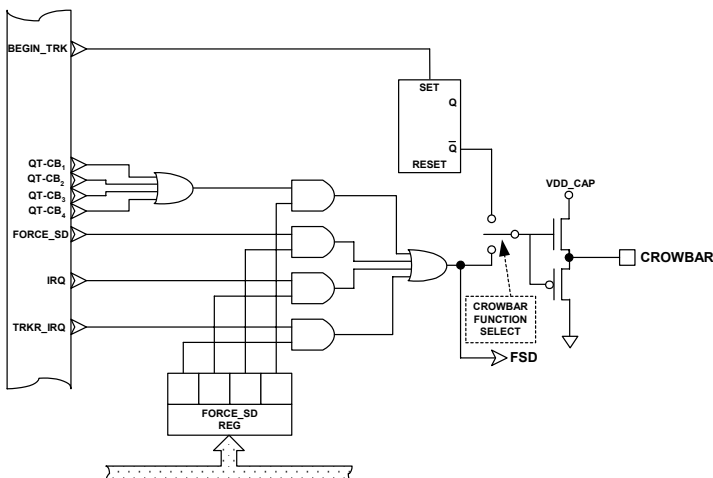 BEGIN_TRK
SET
Q
Q̅
RESET
QT-CB1
QT-CB2
QT-CB3
QT-CB4
VDD_CAP
FORCE_SD
CROWBAR
IRQ
CROWBAR
FUNCTION
SELECT
TRKR_IRQ
FSD
FORCE_SD
REG